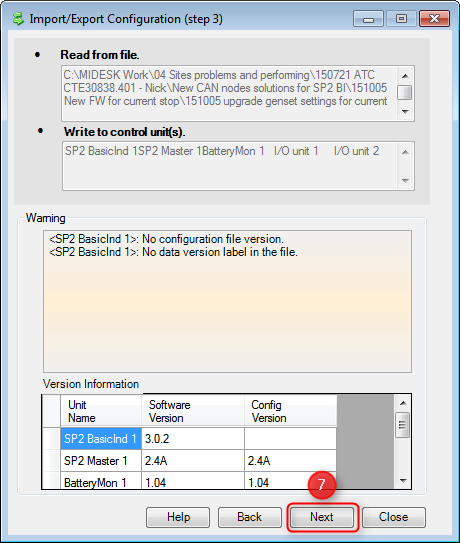 Import/Export Configuration (step 3)
• Read from file.
C:\MIDESK Work\04 Sites problems and performing\150721 ATC
CTE30838.401 - Nick\New CAN nodes solutions for SP2 BI\151005
New FW for current stop\151005 upgrade genset settings for current
• Write to control unit(s).
SP2 BasicInd 1SP2 Master 1BatteryMon 1 I/O unit 1 I/O unit 2
Warning
<SP2 BasicInd 1>: No configuration file version.
<SP2 BasicInd 1>: No data version label in the file.
Version Information
Unit Name Software Version Config Version
SP2 BasicInd 1 3.0.2
SP2 Master 1 2.4A 2.4A
BatteryMon 1 1.04 1.04
7
Help Back Next Close